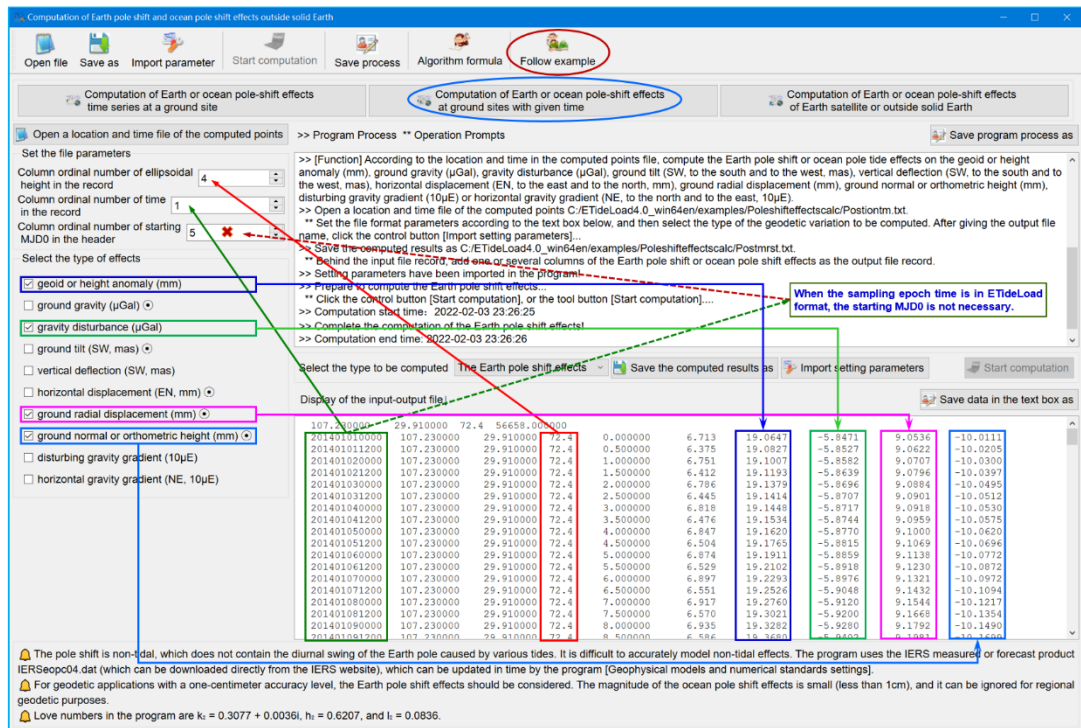 Computation of Earth pole shift and ocean pole shift effects outside solid Earth
Open file
Save as
Import parameter
Start computation
Save process
Algorithm formula
Follow example
Computation of Earth or ocean pole-shift effects
time series at a ground site
Computation of Earth or ocean pole-shift effects
at ground sites with given time
Computation of Earth or ocean pole-shift effects
of Earth satellite or outside solid Earth
Open a location and time file of the computed points
>> Program Process ** Operation Prompts
Save program process as
Set the file parameters
Column ordinal number of ellipsoidal
height in the record
4
Column ordinal number of time
in the record
1
Column ordinal number of starting
MJD0 in the header
5
Select the type of effects
geoid or height anomaly (mm)
ground gravity (μGal)
gravity disturbance (μGal)
ground tilt (SW, mas)
vertical deflection (SW, mas)
horizontal displacement (EN, mm)
ground radial displacement (mm)
ground normal or orthometric height (mm)
disturbing gravity gradient (10μE)
horizontal gravity gradient (NE, 10μE)
>> [Function] According to the location and time in the computed points file, compute the Earth pole shift or ocean pole tide effects on the geoid or height
anomaly (mm), ground gravity (μGal), gravity disturbance (μGal), ground tilt (SW, to the south and to the west, mas), vertical deflection (SW, to the south and to
the west, mas), horizontal displacement (EN, to the east and to the north, mm), ground radial displacement (mm), ground normal or orthometric height (mm),
disturbing gravity gradient (10μE) or horizontal gravity gradient (NE, to the north and to the east, 10μE).
>> Open a location and time file of the computed points C:/ETideLoad4.0_win64en/examples/Poleshifteffectscalc/Postiontm.txt.
** Set the file format parameters according to the text box below, and then select the type of the geodetic variation to be computed. After giving the output file
name, click the control button [Import setting parameters]...
>> Save the computed results as C:/ETideLoad4.0_win64en/examples/Poleshifteffectscalc/Postmrst.txt.
** Behind the input file record, add one or several columns of the Earth pole shift or ocean pole shift effects as the output file record.
>> Setting parameters have been imported in the program!
>> Prepare to compute the Earth pole shift effects...
** Click the control button [Start computation], or the tool button [Start computation]....
>> Computation start time: 2022-02-03 23:26:25
>> Complete the computation of the Earth pole shift effects!
>> Computation end time: 2022-02-03 23:26:26
When the sampling epoch time is in ETideLoad
format, the starting MJD0 is not necessary.
Select the type to be computed
The Earth pole shift effects
Save the computed results as
Import setting parameters
Start computation
Display of the input-output file↓
Save data in the text box as
107.230000 29.910000 72.4 56658.000000
201401010000 107.230000 29.910000 72.4 0.000000 6.713 19.0647 -5.8471 9.0536 -10.0111
201401011200 107.230000 29.910000 72.4 0.500000 6.375 19.0827 -5.8527 9.0622 -10.0205
201401020000 107.230000 29.910000 72.4 1.000000 6.751 19.1007 -5.8582 9.0707 -10.0300
201401021200 107.230000 29.910000 72.4 1.500000 6.412 19.1193 -5.8639 9.0796 -10.0397
201401030000 107.230000 29.910000 72.4 2.000000 6.786 19.1379 -5.8696 9.0884 -10.0495
201401031200 107.230000 29.910000 72.4 2.500000 6.445 19.1414 -5.8707 9.0901 -10.0512
201401040000 107.230000 29.910000 72.4 3.000000 6.818 19.1448 -5.8717 9.0918 -10.0530
201401041200 107.230000 29.910000 72.4 3.500000 6.476 19.1534 -5.8744 9.0959 -10.0575
201401050000 107.230000 29.910000 72.4 4.000000 6.847 19.1620 -5.8770 9.1000 -10.0620
201401051200 107.230000 29.910000 72.4 4.500000 6.504 19.1765 -5.8815 9.1069 -10.0696
201401060000 107.230000 29.910000 72.4 5.000000 6.874 19.1911 -5.8859 9.1138 -10.0772
201401061200 107.230000 29.910000 72.4 5.500000 6.529 19.2102 -5.8918 9.1230 -10.0872
201401070000 107.230000 29.910000 72.4 6.000000 6.897 19.2293 -5.8976 9.1321 -10.0972
201401071200 107.230000 29.910000 72.4 6.500000 6.551 19.2526 -5.9048 9.1432 -10.1094
201401080000 107.230000 29.910000 72.4 7.000000 6.917 19.2760 -5.9120 9.1544 -10.1217
201401081200 107.230000 29.910000 72.4 7.500000 6.570 19.3021 -5.9200 9.1668 -10.1354
201401090000 107.230000 29.910000 72.4 8.000000 6.935 19.3282 -5.9280 9.1792 -10.1490
201401091200 107.230000 29.910000 72.4 8.500000 6.586 19.3680 -5.9402 9.1981 -10.1699
The pole shift is non-tidal, which does not contain the diurnal swing of the Earth pole caused by various tides. It is difficult to accurately model non-tidal effects. The program uses the IERS measured or forecast product
IERSeopc04.dat (which can be downloaded directly from the IERS website), which can be updated in time by the program [Geophysical models and numerical standards settings].
For geodetic applications with a one-centimeter accuracy level, the Earth pole shift effects should be considered. The magnitude of the ocean pole shift effects is small (less than 1cm), and it can be ignored for regional
geodetic purposes.
Love numbers in the program are k₂ = 0.3077 + 0.0036i, h₂ = 0.6207, and l₂ = 0.0836.